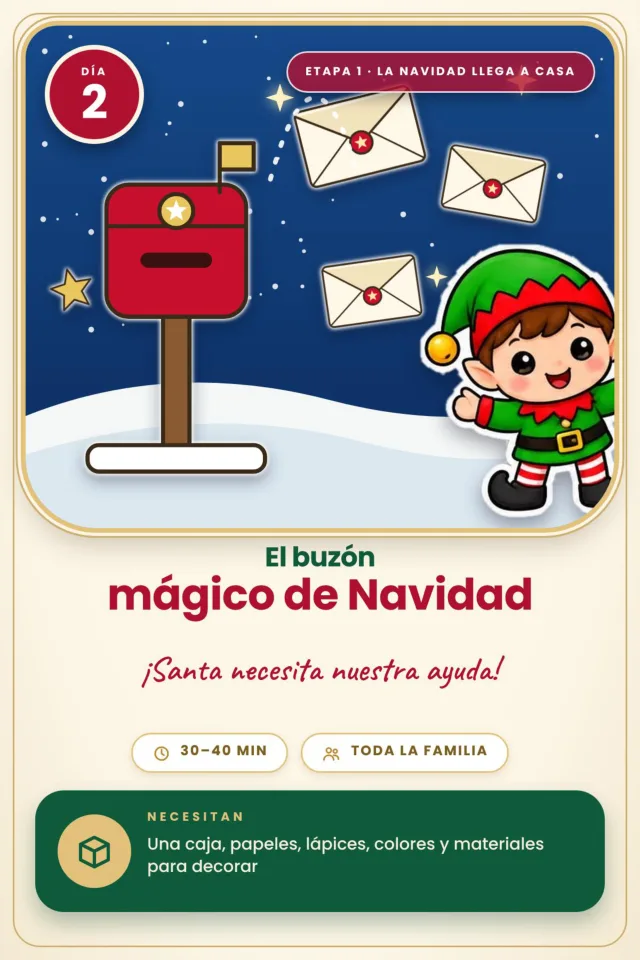 DÍA
2
ETAPA 1 · LA NAVIDAD LLEGA A CASA
El buzón
mágico de Navidad
¡Santa necesita nuestra ayuda!
30–40 MIN
TODA LA FAMILIA
NECESITAN
Una caja, papeles, lápices, colores y materiales
para decorar